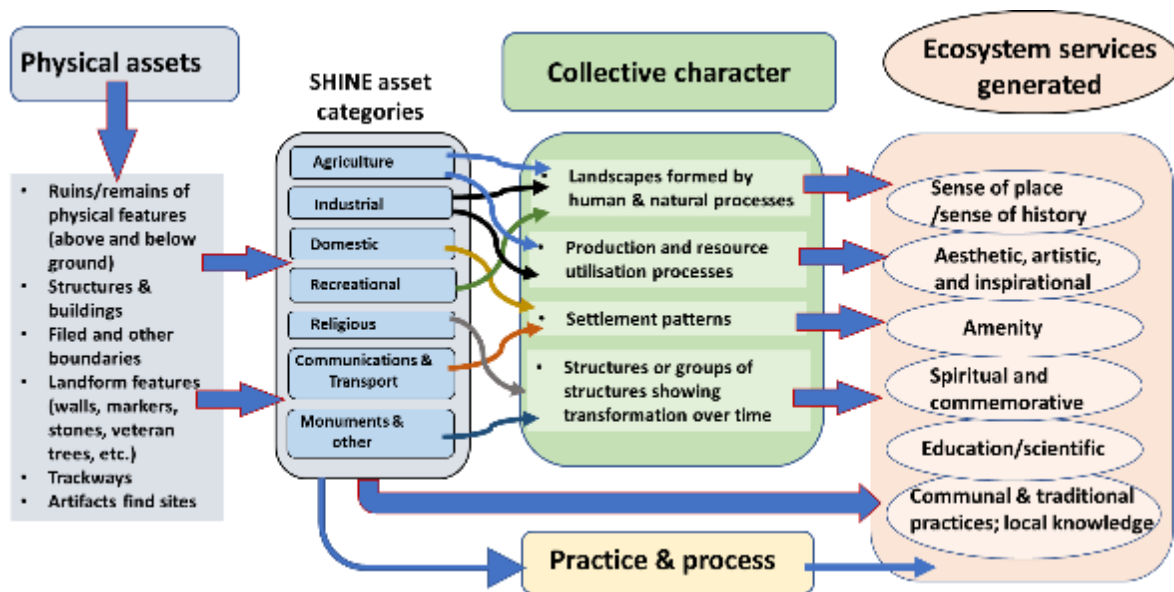 Physical assets
• Ruins/remains of
physical features
(above and below
ground)
• Structures &
buildings
• Filed and other
boundaries
• Landform features
(walls, markers,
stones, veteran
trees, etc.)
• Trackways
• Artifacts find sites
SHINE asset
categories
Agriculture
Industrial
Domestic
Recreational
Religious
Communications &
Transport
Monuments &
other
Collective character
• Landscapes formed by
human & natural processes
• Production and resource
utilisation processes
• Settlement patterns
• Structures or groups of
structures showing
transformation over time
Practice & process
Ecosystem services
generated
Sense of place
/sense of history
Aesthetic, artistic,
and inspirational
Amenity
Spiritual and
commemorative
Education/scientific
Communal & traditional
practices; local knowledge